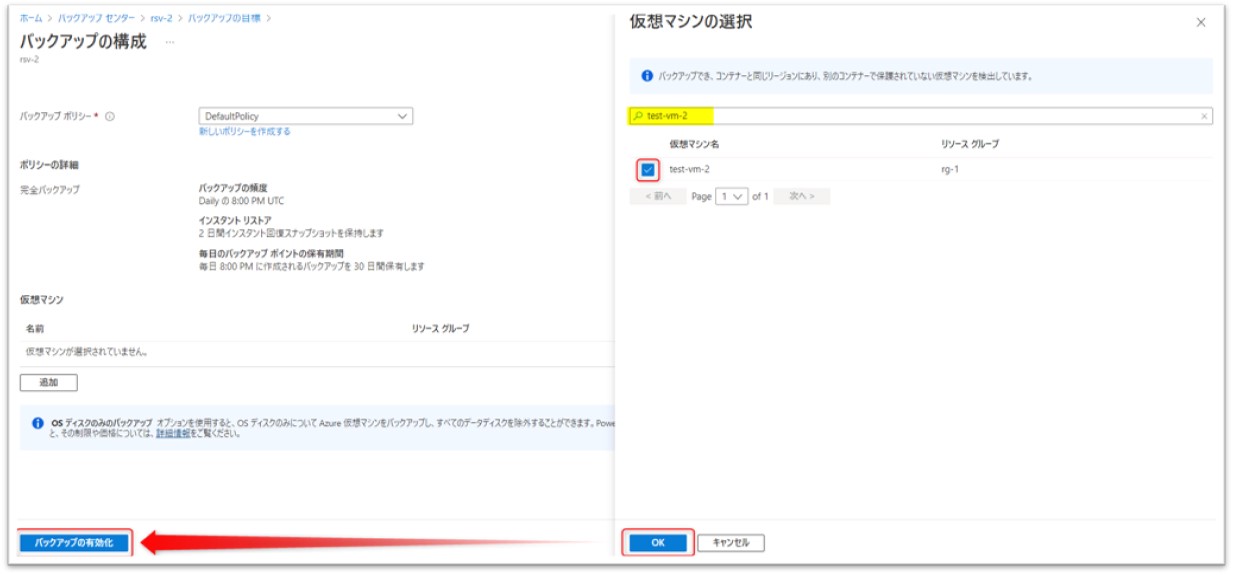 ホーム > バックアップ センター > rsv-2 > バックアップの目標 >
バックアップの構成 ...
rsv-2
バックアップ ポリシー *
DefaultPolicy
新しいポリシーを作成する
ポリシーの詳細
完全バックアップ
バックアップの頻度
Daily の 8:00 PM UTC
インスタント リストア
2 日間インスタント回復スナップショットを保持します
毎日のバックアップ ポイントの保有期間
毎日 8:00 PM に作成されるバックアップを 30 日間保有します
仮想マシン
名前 リソース グループ
仮想マシンが選択されていません。
追加
OS ディスクのみのバックアップ オプションを使用すると、OS ディスクのみについて Azure 仮想マシンをバックアップし、すべてのデータディスクを除外することができます。Powe
と、その制限や価格については、詳細情報をご覧ください。
バックアップの有効化
仮想マシンの選択
バックアップでき、コンテナーと同じリージョンにあり、別のコンテナーで保護されていない仮想マシンを検出しています。
test-vm-2
仮想マシン名 リソース グループ
test-vm-2 rg-1
< 前へ Page 1 of 1 次へ >
OK キャンセル